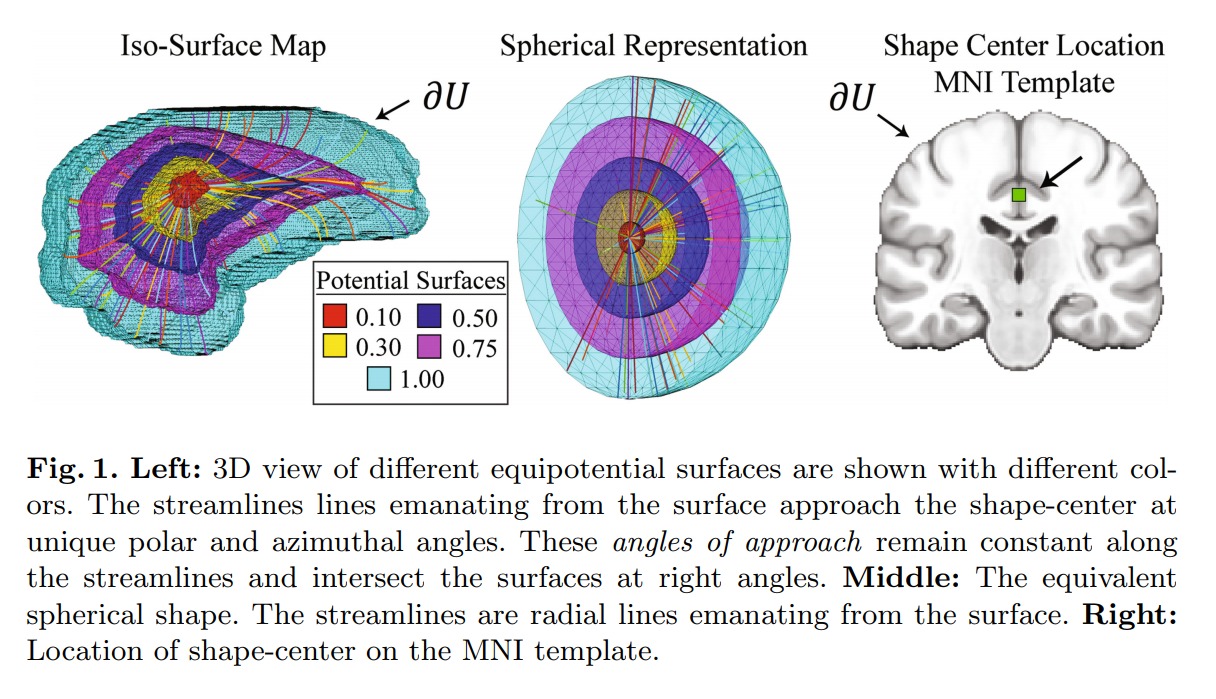 Iso-Surface Map
Spherical Representation
Shape Center Location
MNI Template
∂U
∂U
Potential Surfaces
0.10 0.50
0.30 0.75
1.00
Fig. 1. Left: 3D view of different equipotential surfaces are shown with different col-
ors. The streamlines lines emanating from the surface approach the shape-center at
unique polar and azimuthal angles. These angles of approach remain constant along
the streamlines and intersect the surfaces at right angles. Middle: The equivalent
spherical shape. The streamlines are radial lines emanating from the surface. Right:
Location of shape-center on the MNI template.